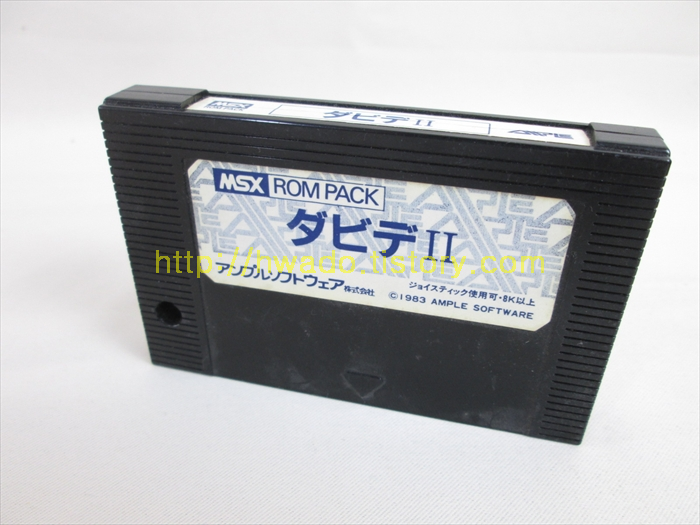 MSX
ダビデII
AMPLE
MSX ROM PACK
ダビデII
アンプルソフトウェア株式会社
ジョイスティック使用可・8K以上
©1983 AMPLE SOFTWARE
http://hwado.tistory.com